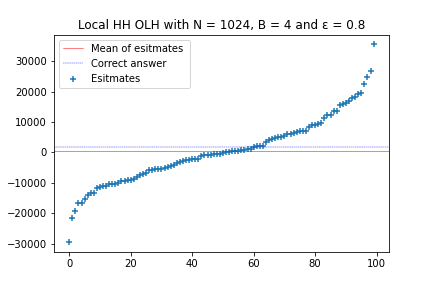 Local HH OLH with N = 1024, B = 4 and ε = 0.8
Mean of esitmates
Correct answer
Esitmates
30000
20000
10000
0
−10000
−20000
−30000
0 20 40 60 80 100